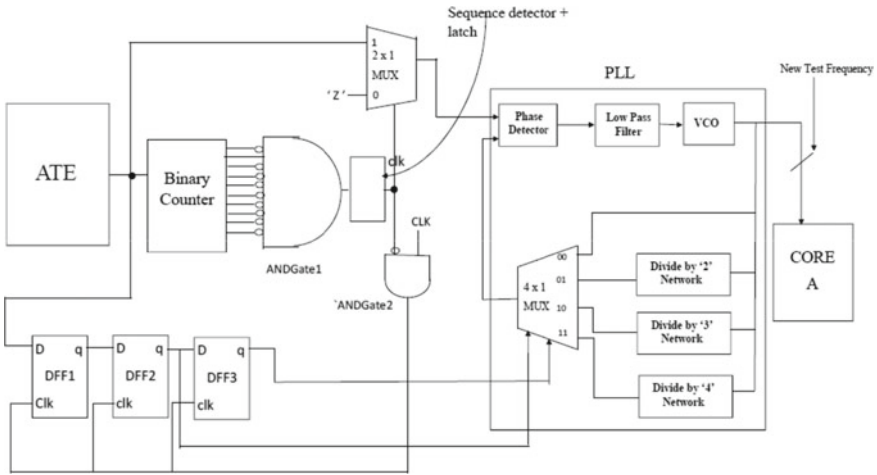 Sequence detector +
latch
1
2 x 1
MUX
'Z'
0
PLL
New Test Frequency
Phase
Detector
Low Pass
Filter
VCO
ATE
Binary
Counter
clk
ANDGate1
CLK
`ANDGate2
4 x 1
MUX
00
01
10
11
Divide by '2'
Network
Divide by '3'
Network
Divide by '4'
Network
CORE
A
D q
DFF1
Clk
D q
DFF2
clk
D q
DFF3
clk